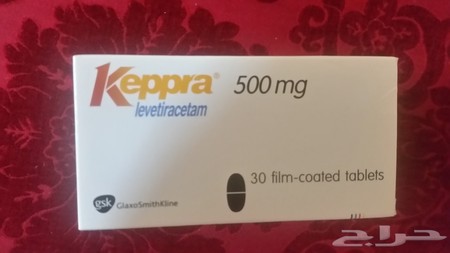 Keppra® 500 mg
levetiracetam
30 film-coated tablets
gsk GlaxoSmithKline
حراج